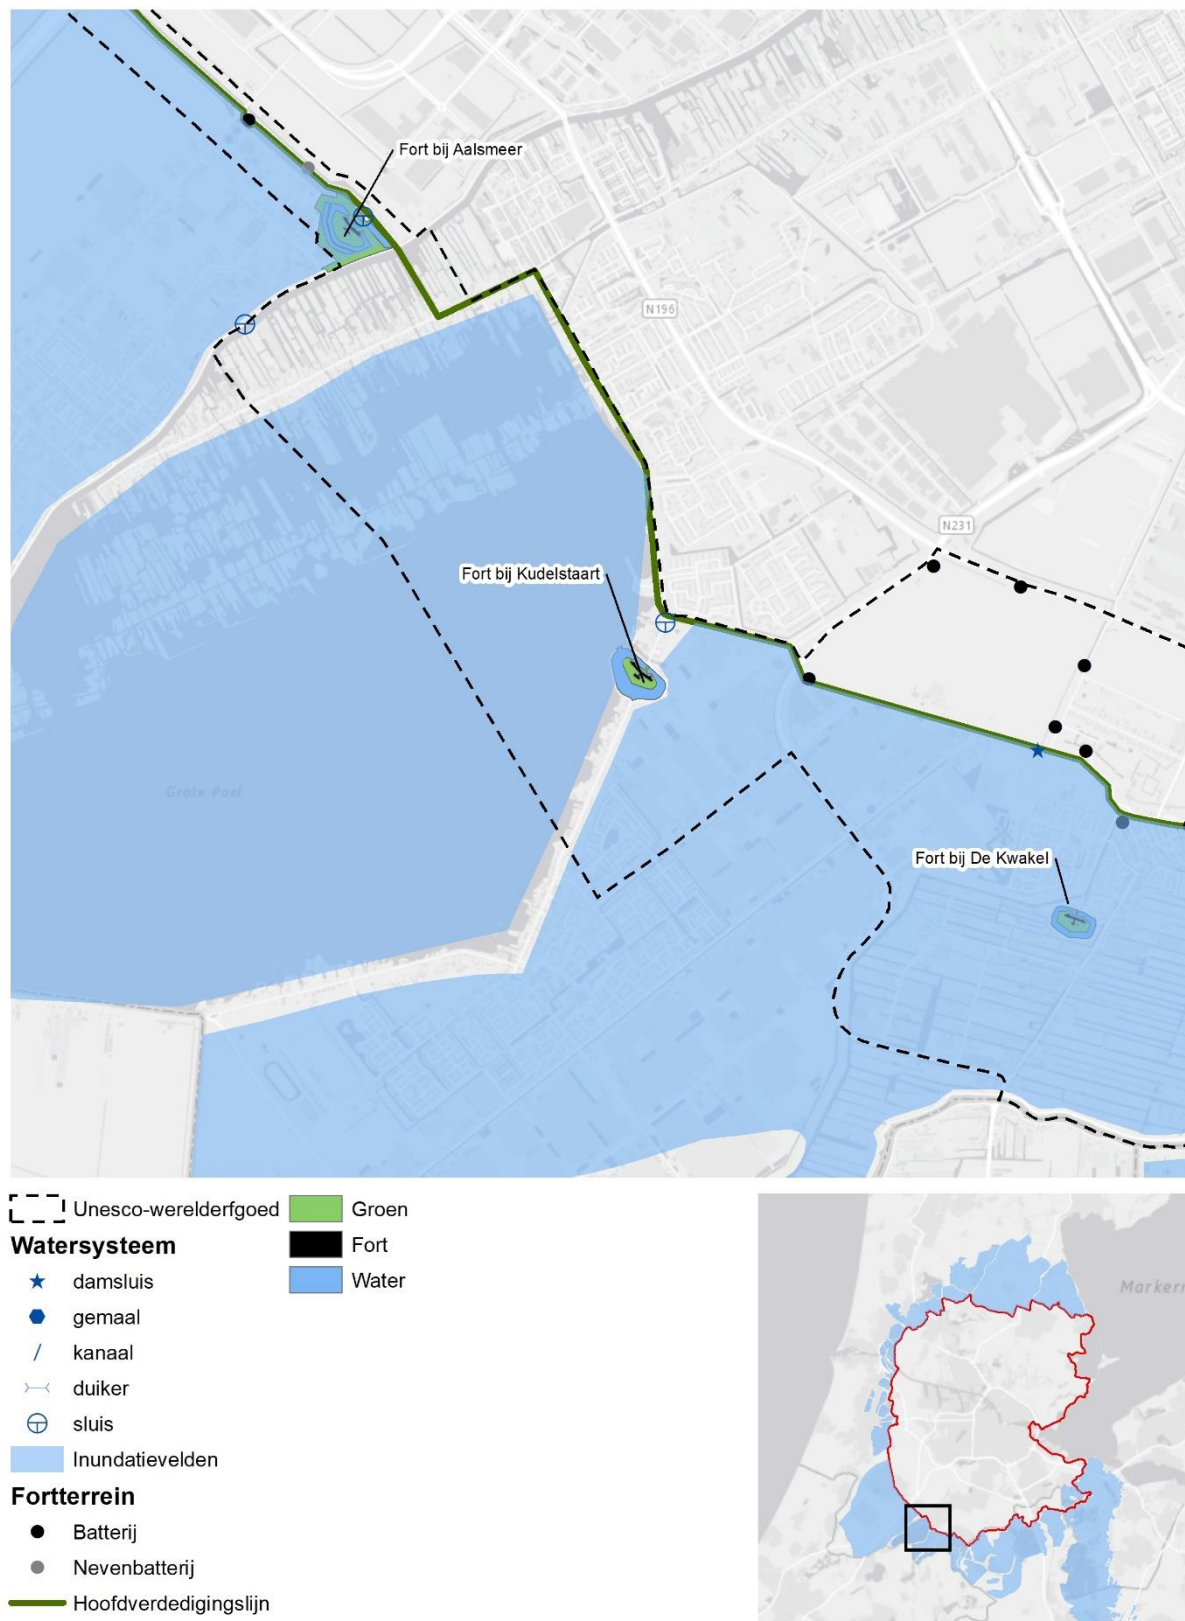 Fort bij Aalsmeer
N196
N231
Fort bij Kudelstaart
Grote Poel
Fort bij De Kwakel
Unesco-werelderfgoed
Watersysteem
damsluis
gemaal
kanaal
duiker
sluis
Inundatievelden
Fortterrein
Batterij
Nevenbatterij
Hoofdverdedigingslijn
Groen
Fort
Water
Markerm